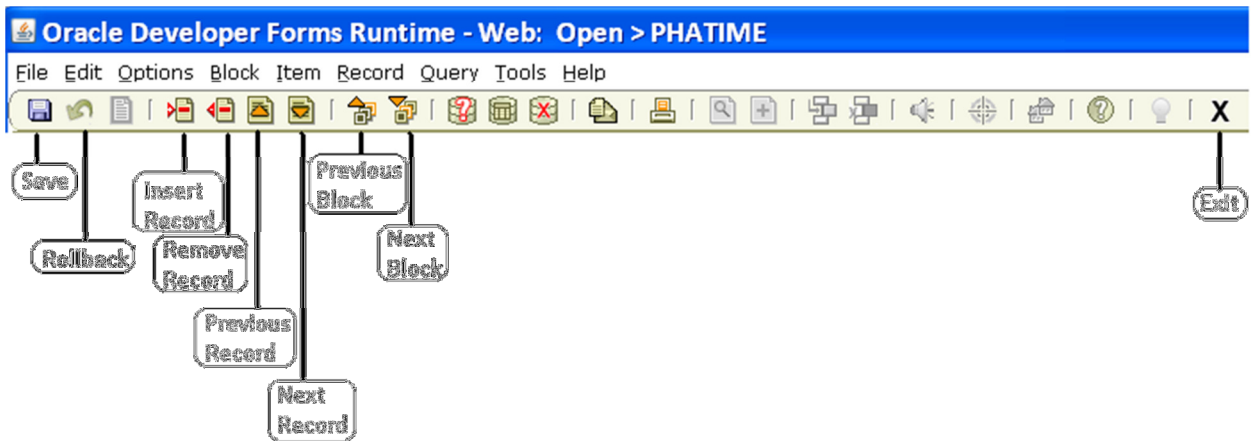 Oracle Developer Forms Runtime - Web: Open > PHATIME
File Edit Options Block Item Record Query Tools Help
X
Save
Rollback
Insert
Record
Remove
Record
Previous
Record
Next
Record
Previous
Block
Next
Block
Exit